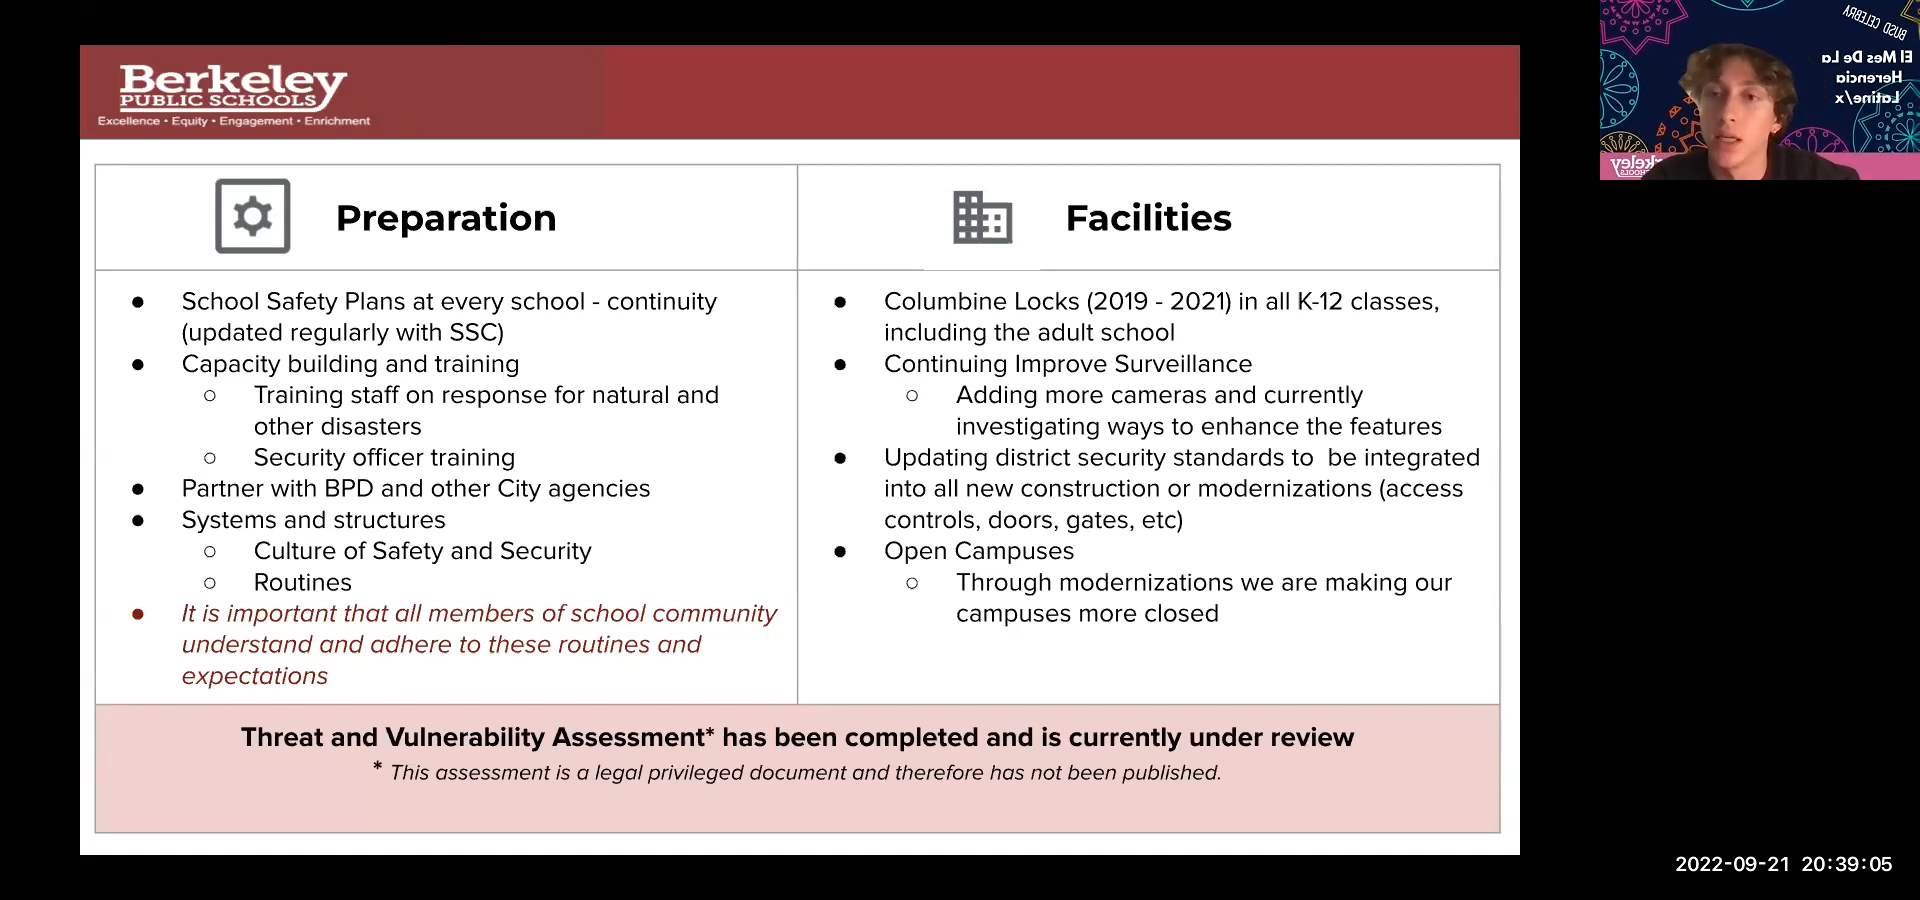 Berkeley
PUBLIC SCHOOLS
Excellence • Equity • Engagement • Enrichment
BUSD CELEBRA
El Mes De La
Herencia
Latine/x
Berkeley
SCHOOLS
Preparation
Facilities
● School Safety Plans at every school - continuity
(updated regularly with SSC)
● Capacity building and training
○ Training staff on response for natural and
other disasters
○ Security officer training
● Partner with BPD and other City agencies
● Systems and structures
○ Culture of Safety and Security
○ Routines
● It is important that all members of school community
understand and adhere to these routines and
expectations
● Columbine Locks (2019 - 2021) in all K-12 classes,
including the adult school
● Continuing Improve Surveillance
○ Adding more cameras and currently
investigating ways to enhance the features
● Updating district security standards to  be integrated
into all new construction or modernizations (access
controls, doors, gates, etc)
● Open Campuses
○ Through modernizations we are making our
campuses more closed
Threat and Vulnerability Assessment* has been completed and is currently under review
* This assessment is a legal privileged document and therefore has not been published.
2022-09-21 20:39:05